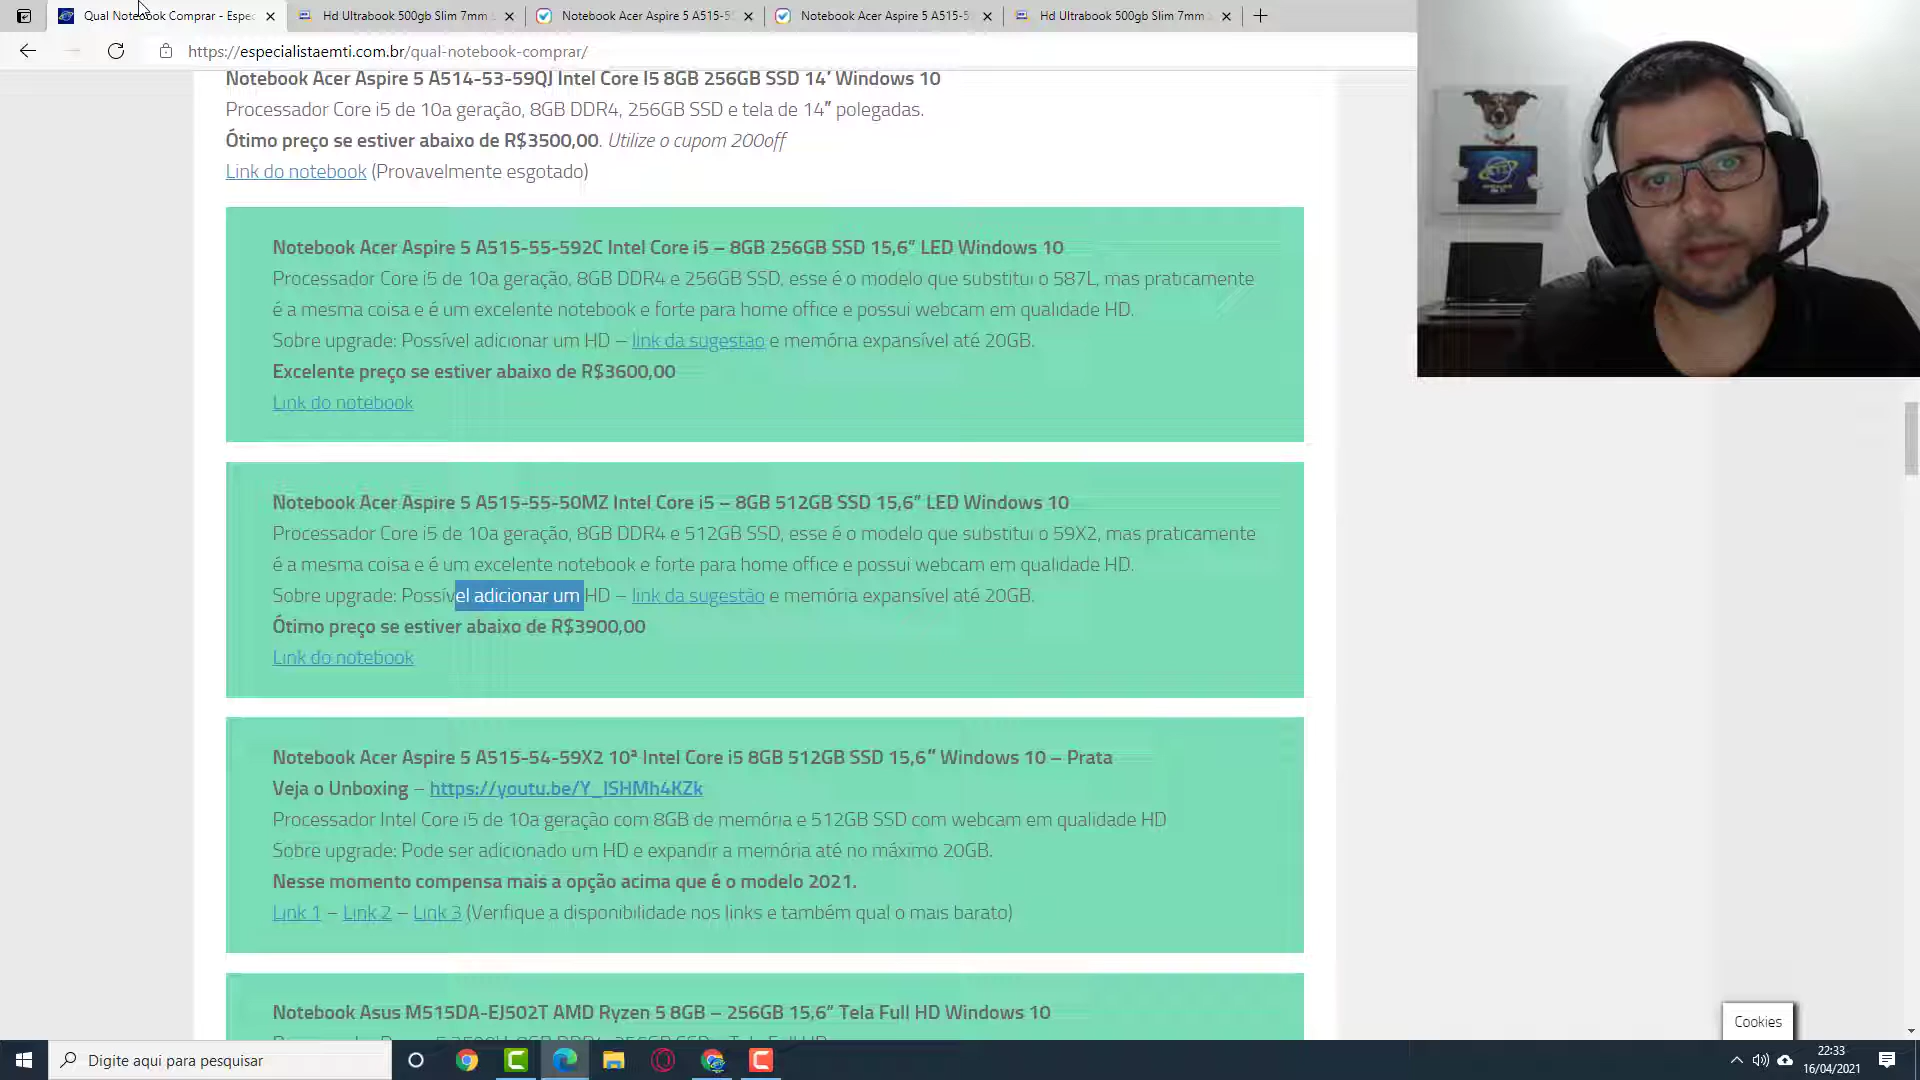 Qual Notebook Comprar - Espec
Hd Ultrabook 500gb Slim 7mm
Notebook Acer Aspire 5 A515-5
Notebook Acer Aspire 5 A515-5
Hd Ultrabook 500gb Slim 7mm
https://especialistaemti.com.br/qual-notebook-comprar/
Notebook Acer Aspire 5 A514-53-59QJ Intel Core I5 8GB 256GB SSD 14′ Windows 10
Processador Core i5 de 10a geração, 8GB DDR4, 256GB SSD e tela de 14″ polegadas.
Ótimo preço se estiver abaixo de R$3500,00. Utilize o cupom 200off
Link do notebook (Provavelmente esgotado)
Notebook Acer Aspire 5 A515-55-592C Intel Core i5 – 8GB 256GB SSD 15,6” LED Windows 10
Processador Core i5 de 10a geração, 8GB DDR4 e 256GB SSD, esse é o modelo que substitui o 587L, mas praticamente
é a mesma coisa e é um excelente notebook e forte para home office e possui webcam em qualidade HD.
Sobre upgrade: Possível adicionar um HD – link da sugestão e memória expansível até 20GB.
Excelente preço se estiver abaixo de R$3600,00
Link do notebook
Notebook Acer Aspire 5 A515-55-50MZ Intel Core i5 – 8GB 512GB SSD 15,6” LED Windows 10
Processador Core i5 de 10a geração, 8GB DDR4 e 512GB SSD, esse é o modelo que substitui o 59X2, mas praticamente
é a mesma coisa e é um excelente notebook e forte para home office e possui webcam em qualidade HD.
Sobre upgrade: Possível adicionar um HD – link da sugestão e memória expansível até 20GB.
Ótimo preço se estiver abaixo de R$3900,00
Link do notebook
Notebook Acer Aspire 5 A515-54-59X2 10ª Intel Core i5 8GB 512GB SSD 15,6″ Windows 10 – Prata
Veja o Unboxing – https://youtu.be/Y_ISHMh4KZk
Processador Intel Core i5 de 10a geração com 8GB de memória e 512GB SSD com webcam em qualidade HD
Sobre upgrade: Pode ser adicionado um HD e expandir a memória até no máximo 20GB.
Nesse momento compensa mais a opção acima que é o modelo 2021.
Link 1 – Link 2 – Link 3 (Verifique a disponibilidade nos links e também qual o mais barato)
Notebook Asus M515DA-EJ502T AMD Ryzen 5 8GB – 256GB 15,6” Tela Full HD Windows 10
Cookies
Digite aqui para pesquisar
22:33
16/04/2021